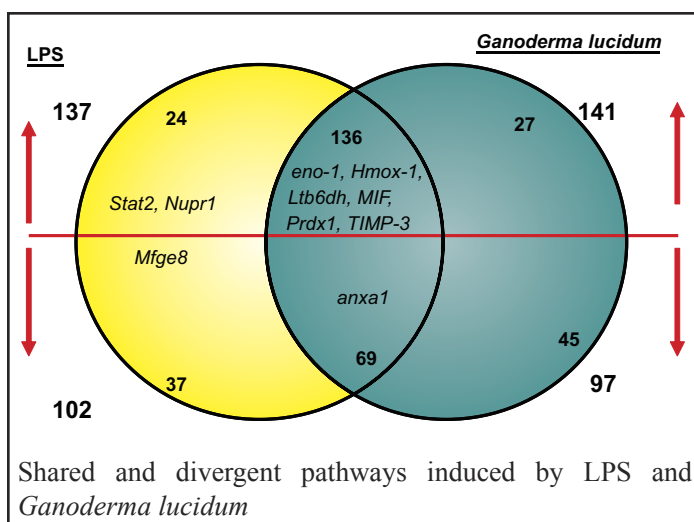 LPS
Ganoderma lucidum
137
24
27
141
136
eno-1, Hmox-1,
Ltb6dh, MIF,
Prdx1, TIMP-3
Stat2, Nupr1
Mfge8
anxa1
69
37
45
102
97
Shared and divergent pathways induced by LPS and
Ganoderma lucidum